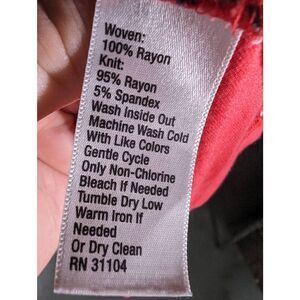 Woven:
100% Rayon
Knit:
95% Rayon
5% Spandex
Wash Inside Out
Machine Wash Cold
With Like Colors
Gentle Cycle
Only Non-Chlorine
Bleach If Needed
Tumble Dry Low
Warm Iron If
Needed
Or Dry Clean
RN 31104